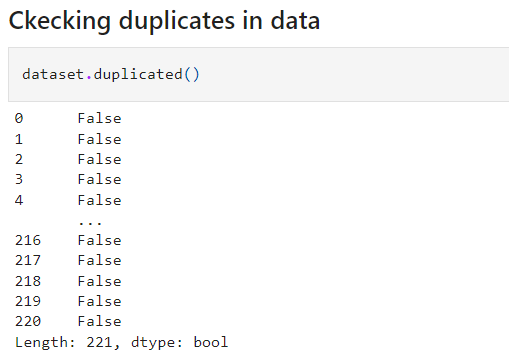 Ckecking duplicates in data
dataset.duplicated()
0      False
1      False
2      False
3      False
4      False
       ...
216    False
217    False
218    False
219    False
220    False
Length: 221, dtype: bool